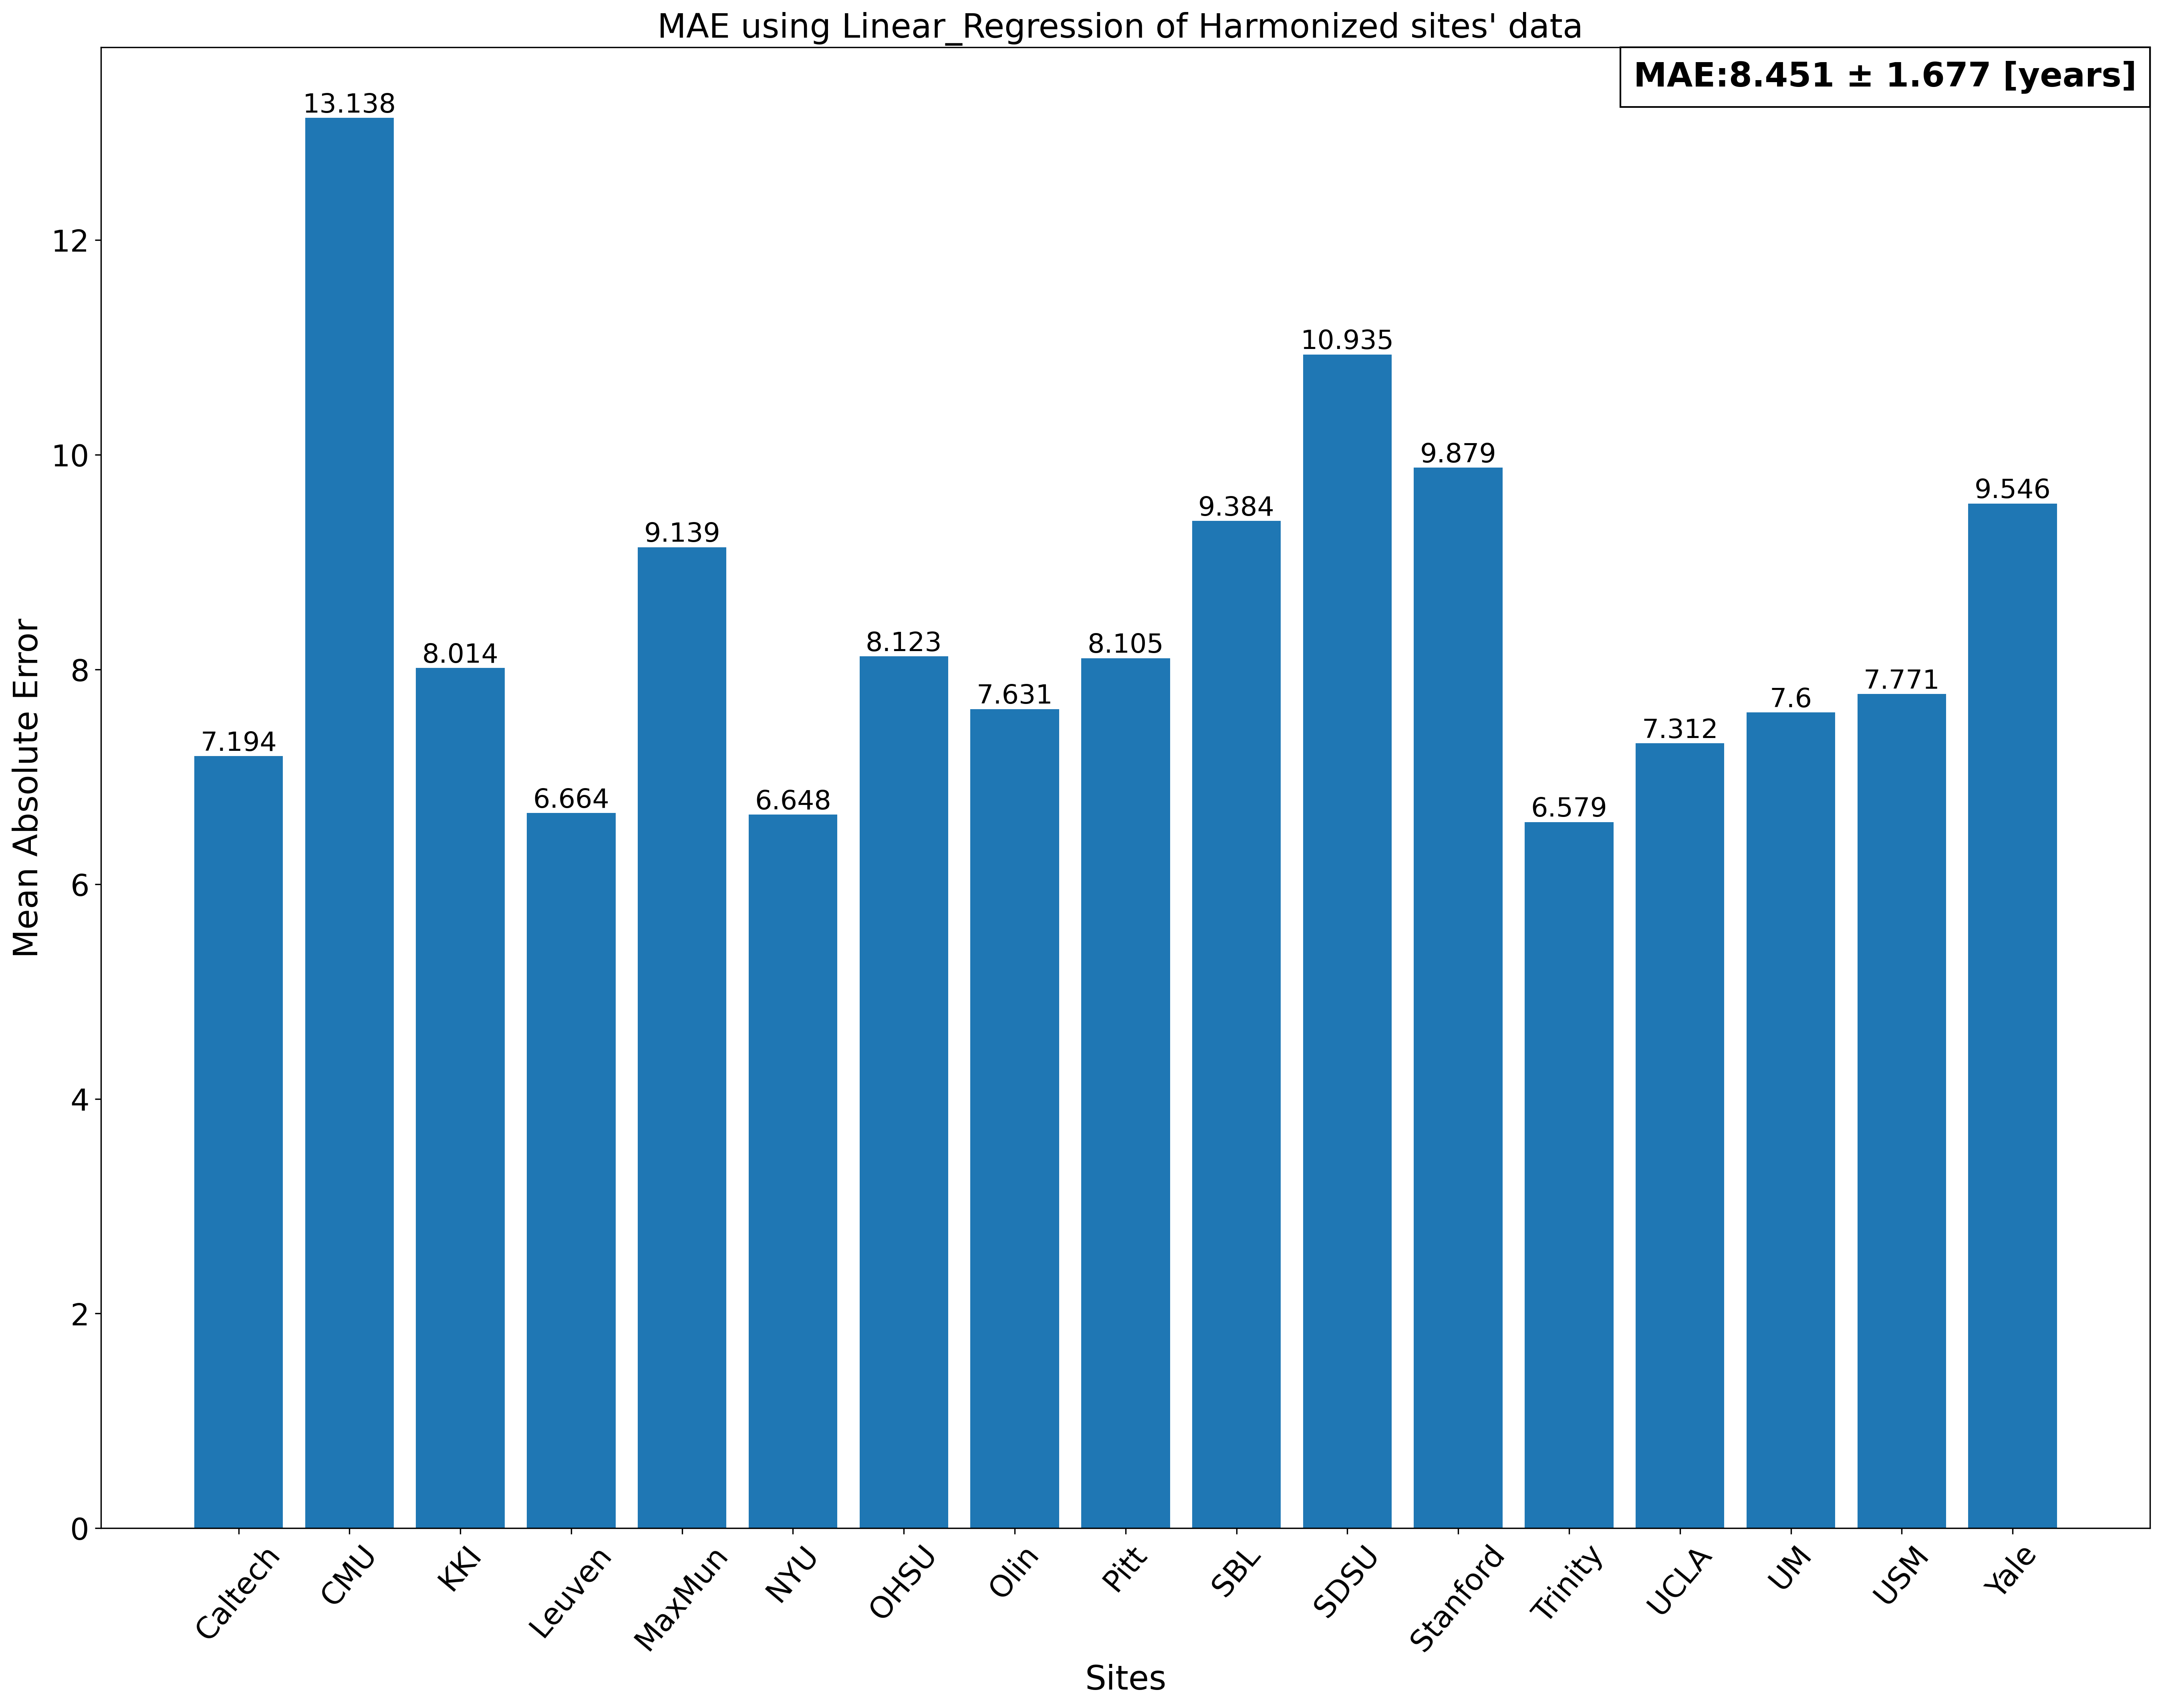 MAE using Linear_Regression of Harmonized sites' data
MAE:8.451 ± 1.677 [years]
Mean Absolute Error
12
10
8
6
4
2
0
7.194
13.138
8.014
6.664
9.139
6.648
8.123
7.631
8.105
9.384
10.935
9.879
6.579
7.312
7.6
7.771
9.546
Caltech
CMU
KKI
Leuven
MaxMun
NYU
OHSU
Olin
Pitt
SBL
SDSU
Stanford
Trinity
UCLA
UM
USM
Yale
Sites